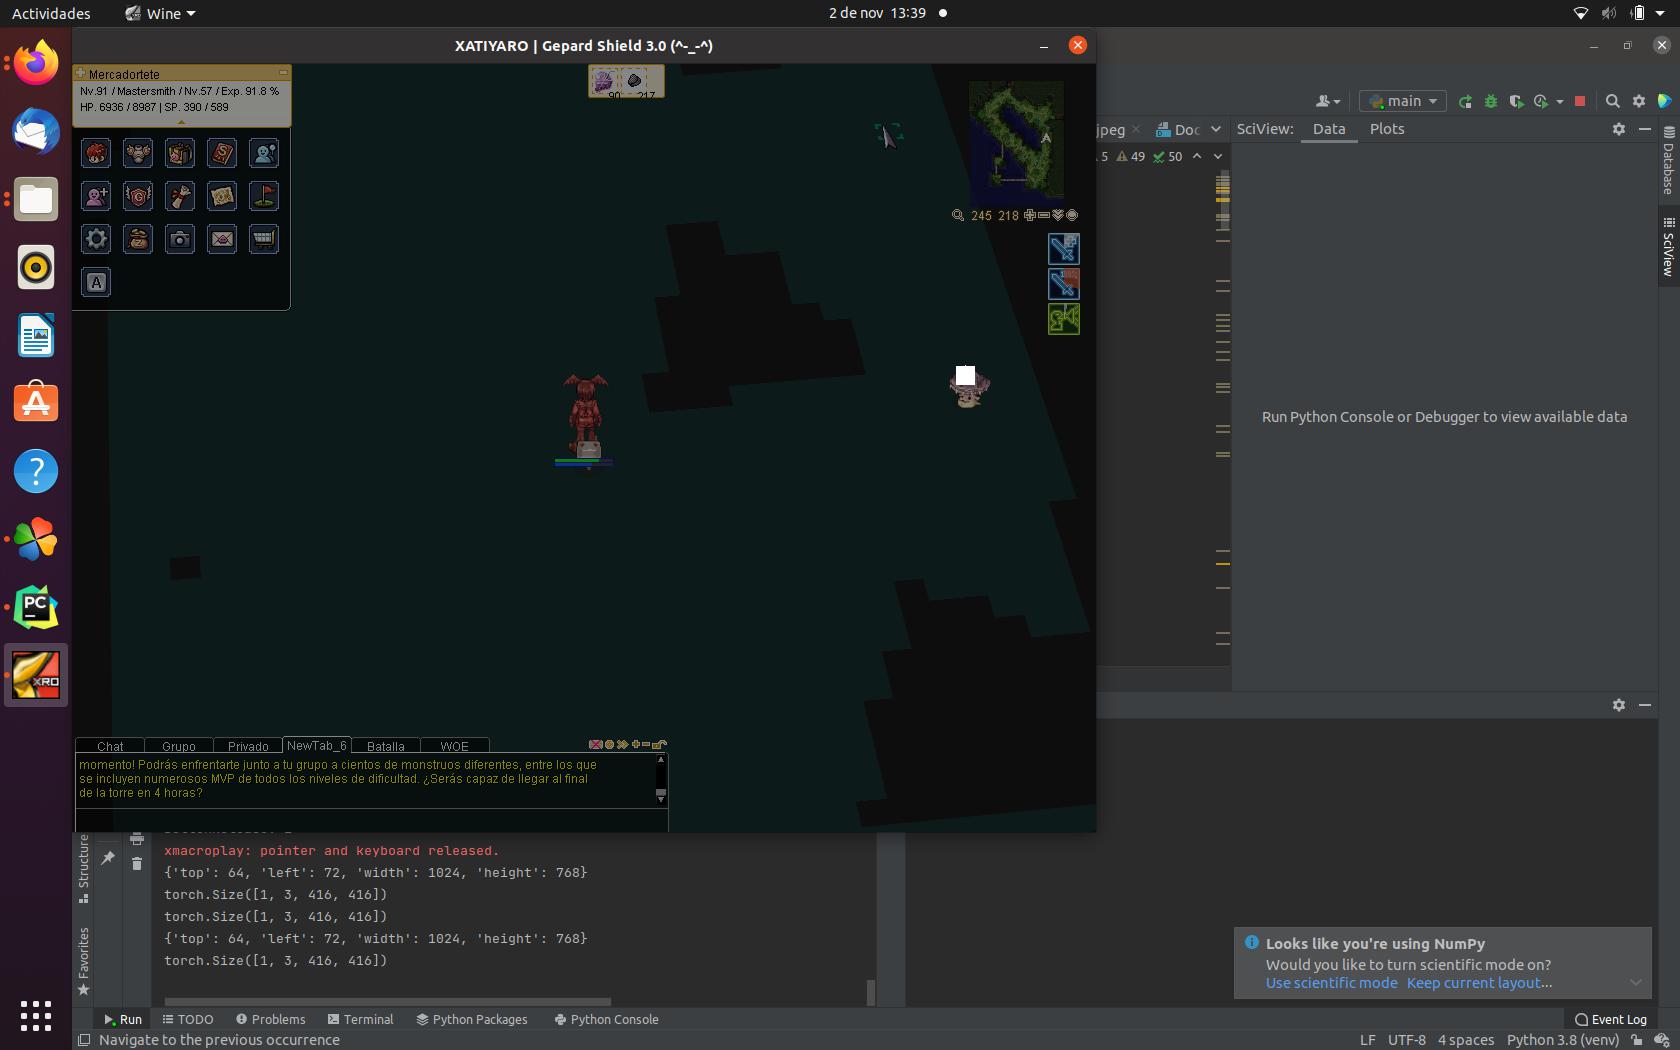 Actividades
Wine
2 de nov 13:39
XATIYARO | Gepard Shield 3.0 (^-_-^)
Mercadortete
Nv.91 / Mastersmith / Nv.57 / Exp. 91.8 %
HP. 6936 / 8987 | SP. 390 / 589
90
217
245 218
main
jpeg
Doc
SciView:
Data
Plots
5
49
50
Database
SciView
Run Python Console or Debugger to view available data
XRO
PC
A
Chat
Grupo
Privado
NewTab_6
Batalla
WOE
momento! Podrás enfrentarte junto a tu grupo a cientos de monstruos diferentes, entre los que
se incluyen numerosos MVP de todos los niveles de dificultad. ¿Serás capaz de llegar al final
de la torre en 4 horas?
xmacroplay: pointer and keyboard released.
{'top': 64, 'left': 72, 'width': 1024, 'height': 768}
torch.Size([1, 3, 416, 416])
torch.Size([1, 3, 416, 416])
{'top': 64, 'left': 72, 'width': 1024, 'height': 768}
torch.Size([1, 3, 416, 416])
Structure
Favorites
Looks like you're using NumPy
Would you like to turn scientific mode on?
Use scientific mode Keep current layout...
Run
TODO
Problems
Terminal
Python Packages
Python Console
Event Log
Navigate to the previous occurrence
LF UTF-8 4 spaces Python 3.8 (venv)